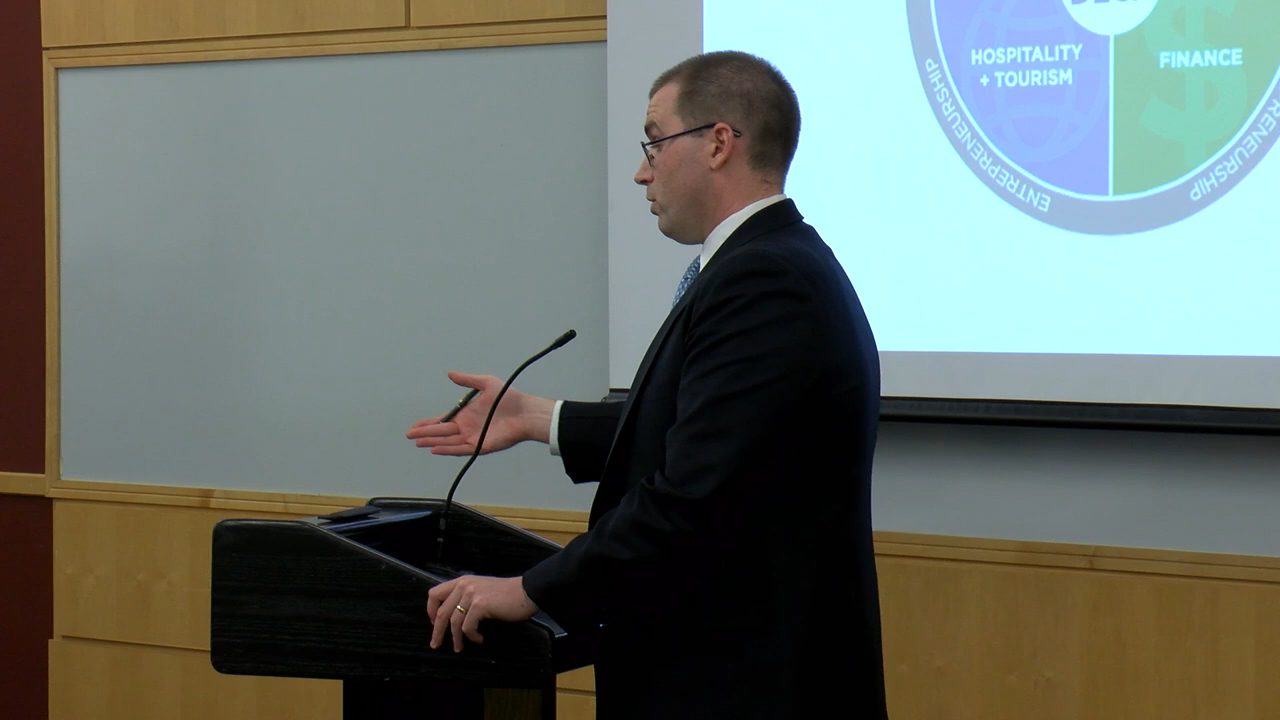 HOSPITALITY
+ TOURISM
FINANCE
ENTREPRENEURSHIP
RENEURSHIP